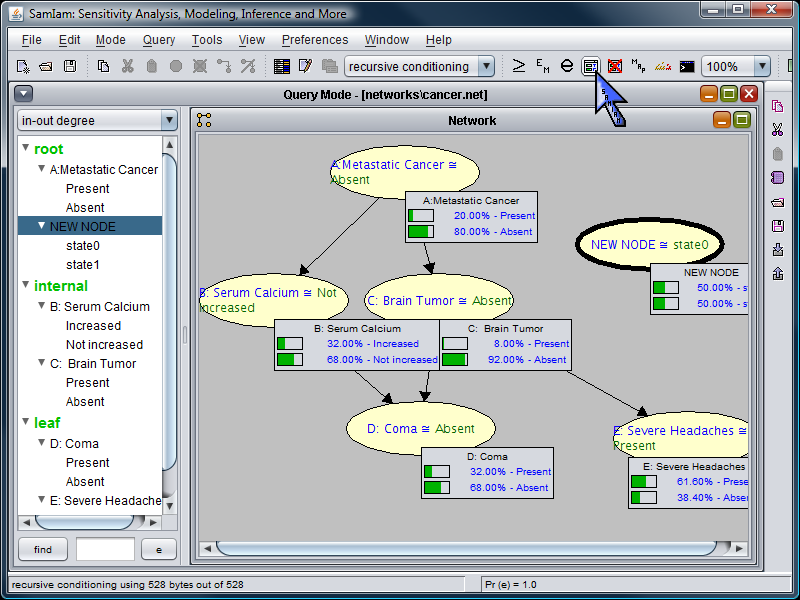 SamIam: Sensitivity Analysis, Modeling, Inference and More
File Edit Mode Query Tools View Preferences Window Help
recursive conditioning
100%
Query Mode - [networks\cancer.net]
in-out degree
Network
root
A:Metastatic Cancer
Present
Absent
NEW NODE
state0
state1
internal
B: Serum Calcium
Increased
Not increased
C: Brain Tumor
Present
Absent
leaf
D: Coma
Present
Absent
E: Severe Headache
find
e
A:Metastatic Cancer ≅
Absent
A:Metastatic Cancer
20.00% - Present
80.00% - Absent
NEW NODE ≅ state0
NEW NODE
50.00% - s
50.00% - s
B: Serum Calcium ≅ Not
increased
C: Brain Tumor ≅ Absent
B: Serum Calcium
32.00% - Increased
68.00% - Not increased
C: Brain Tumor
8.00% - Present
92.00% - Absent
D: Coma ≅ Absent
D: Coma
32.00% - Present
68.00% - Absent
E: Severe Headaches ≅
Present
E: Severe Headaches
61.60% - Prese
38.40% - Abse
recursive conditioning using 528 bytes out of 528
Pr (e) = 1.0